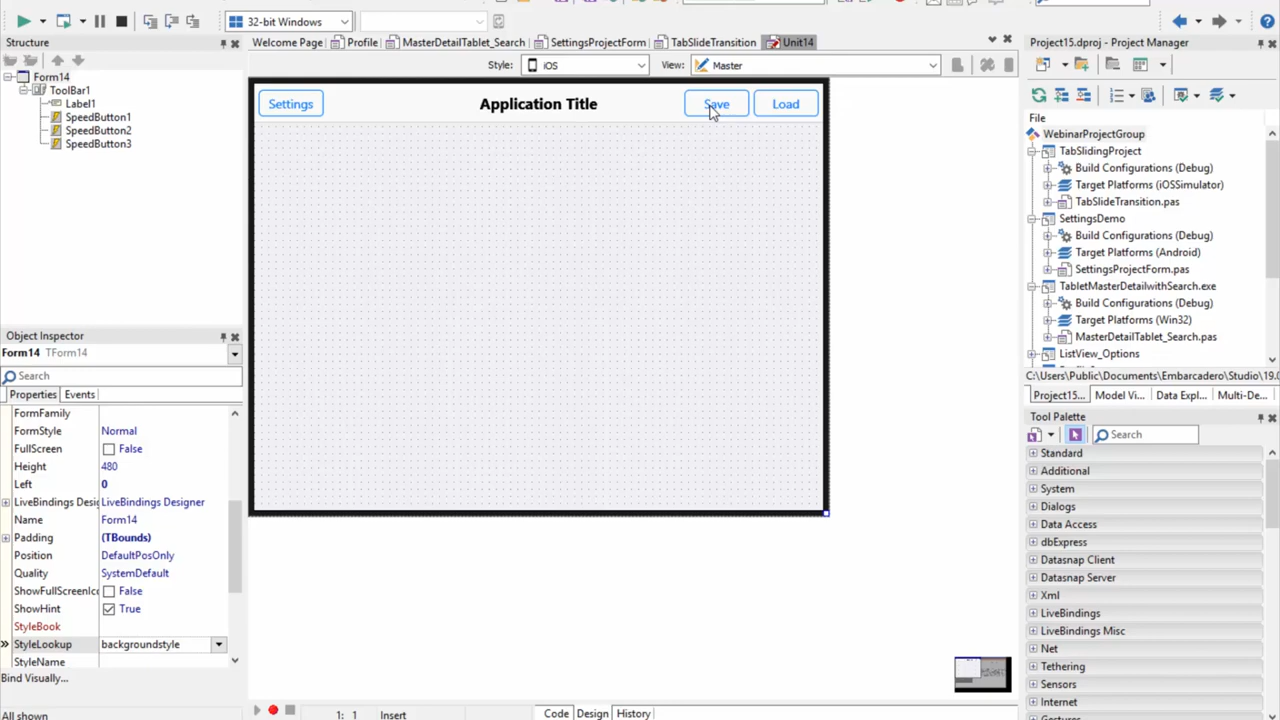 32-bit Windows
Structure
Welcome Page
Profile
MasterDetailTablet_Search
SettingsProjectForm
TabSlideTransition
Unit14
Project15.dproj - Project Manager
Style:
iOS
View:
Master
Form14
ToolBar1
Label1
SpeedButton1
SpeedButton2
SpeedButton3
Settings
Application Title
Save
Load
File
WebinarProjectGroup
TabSlidingProject
Build Configurations (Debug)
Target Platforms (iOSSimulator)
TabSlideTransition.pas
SettingsDemo
Build Configurations (Debug)
Target Platforms (Android)
SettingsProjectForm.pas
TabletMasterDetailwithSearch.exe
Build Configurations (Debug)
Target Platforms (Win32)
MasterDetailTablet_Search.pas
ListView_Options
C:\Users\Public\Documents\Embarcadero\Studio\19.0
Project15...
Model Vi...
Data Expl...
Multi-De...
Object Inspector
Form14 TForm14
Search
Properties
Events
FormFamily
FormStyle Normal
FullScreen False
Height 480
Left 0
LiveBindings Desig LiveBindings Designer
Name Form14
Padding (TBounds)
Position DefaultPosOnly
Quality SystemDefault
ShowFullScreenIco False
ShowHint True
StyleBook
StyleLookup backgroundstyle
StyleName
Bind Visually...
All shown
Tool Palette
Search
Standard
Additional
System
Dialogs
Data Access
dbExpress
Datasnap Client
Datasnap Server
Xml
LiveBindings
LiveBindings Misc
Net
Tethering
Sensors
Internet
1: 1
Insert
Code
Design
History